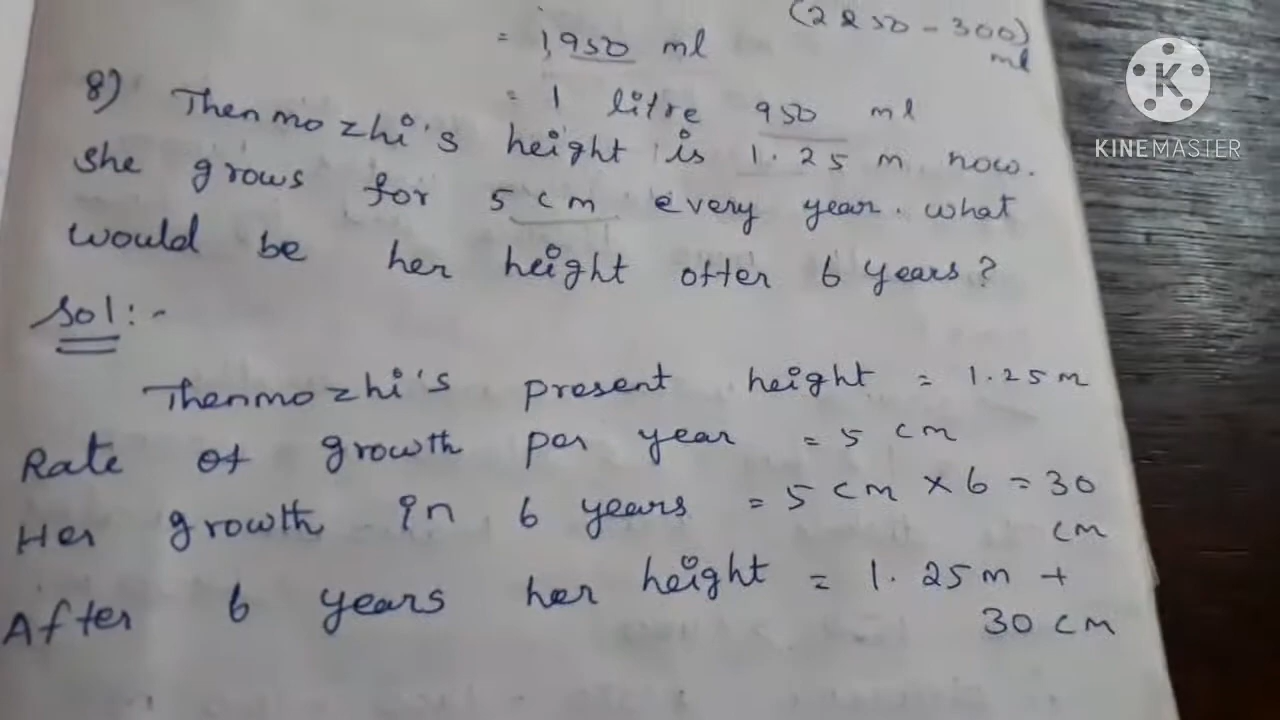 (2250 - 300)
ml
= 1,950 ml
= 1 litre 950 ml
8) Thenmozhi's height is 1.25 m now.
She grows for 5 cm every year. what
would be her height after 6 years?
Sol:-
Thenmozhi's present height = 1.25m
Rate of growth per year = 5 cm
Her growth in 6 years = 5 cm × 6 = 30
cm
After 6 years her height = 1.25m +
30 cm
K
KINEMASTER